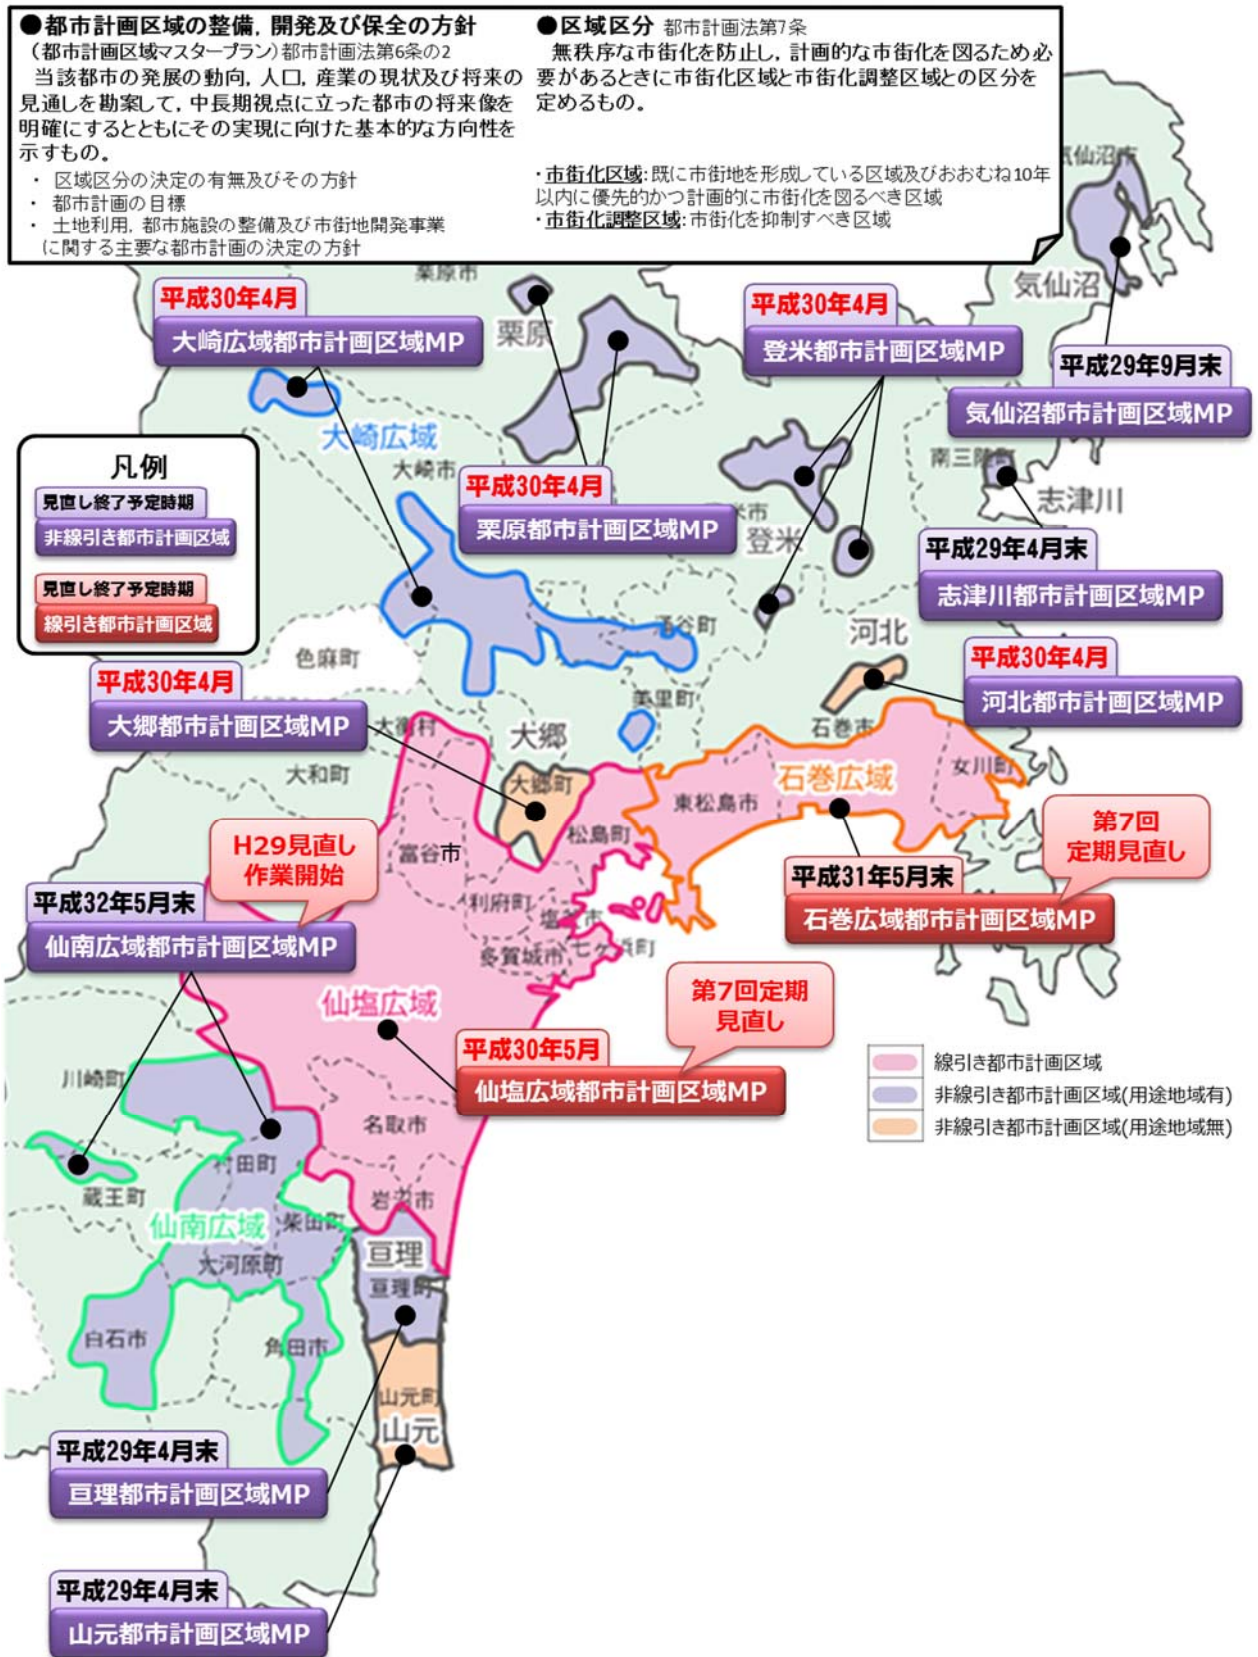 ●都市計画区域の整備，開発及び保全の方針
（都市計画区域マスタープラン）都市計画法第6条の2
当該都市の発展の動向，人口，産業の現状及び将来の
見通しを勘案して，中長期視点に立った都市の将来像を
明確にするとともにその実現に向けた基本的な方向性を
示すもの。
・ 区域区分の決定の有無及びその方針
・ 都市計画の目標
・ 土地利用，都市施設の整備及び市街地開発事業
に関する主要な都市計画の決定の方針
●区域区分 都市計画法第7条
無秩序な市街化を防止し，計画的な市街化を図るため必
要があるときに市街化区域と市街化調整区域との区分を
定めるもの。
・市街化区域：既に市街地を形成している区域及びおおむね10年
以内に優先的かつ計画的に市街化を図るべき区域
・市街化調整区域：市街化を抑制すべき区域
気仙沼市
気仙沼
栗原市
平成30年4月
大崎広域都市計画区域MP
栗原
平成30年4月
登米都市計画区域MP
平成29年9月末
気仙沼都市計画区域MP
大崎広域
大崎市
凡例
見直し終了予定時期
非線引き都市計画区域
見直し終了予定時期
線引き都市計画区域
平成30年4月
栗原都市計画区域MP
米市
登米
南三陸町
志津川
平成29年4月末
志津川都市計画区域MP
涌谷町
河北
色麻町
平成30年4月
河北都市計画区域MP
平成30年4月
大郷都市計画区域MP
美里町
大衡村
大郷
石巻市
大和町
大郷町
石巻広域
女川町
東松島市
松島町
富谷市
H29見直し
作業開始
第7回
定期見直し
平成31年5月末
石巻広域都市計画区域MP
平成32年5月末
仙南広域都市計画区域MP
利府町
塩釜市
多賀城市
七ヶ浜町
仙塩広域
第7回定期
見直し
平成30年5月
仙塩広域都市計画区域MP
線引き都市計画区域
非線引き都市計画区域(用途地域有)
非線引き都市計画区域(用途地域無)
川崎町
名取市
村田町
蔵王町
岩沼市
仙南広域
柴田町
大河原町
亘理
亘理町
白石市
角田市
山元町
山元
平成29年4月末
亘理都市計画区域MP
平成29年4月末
山元都市計画区域MP